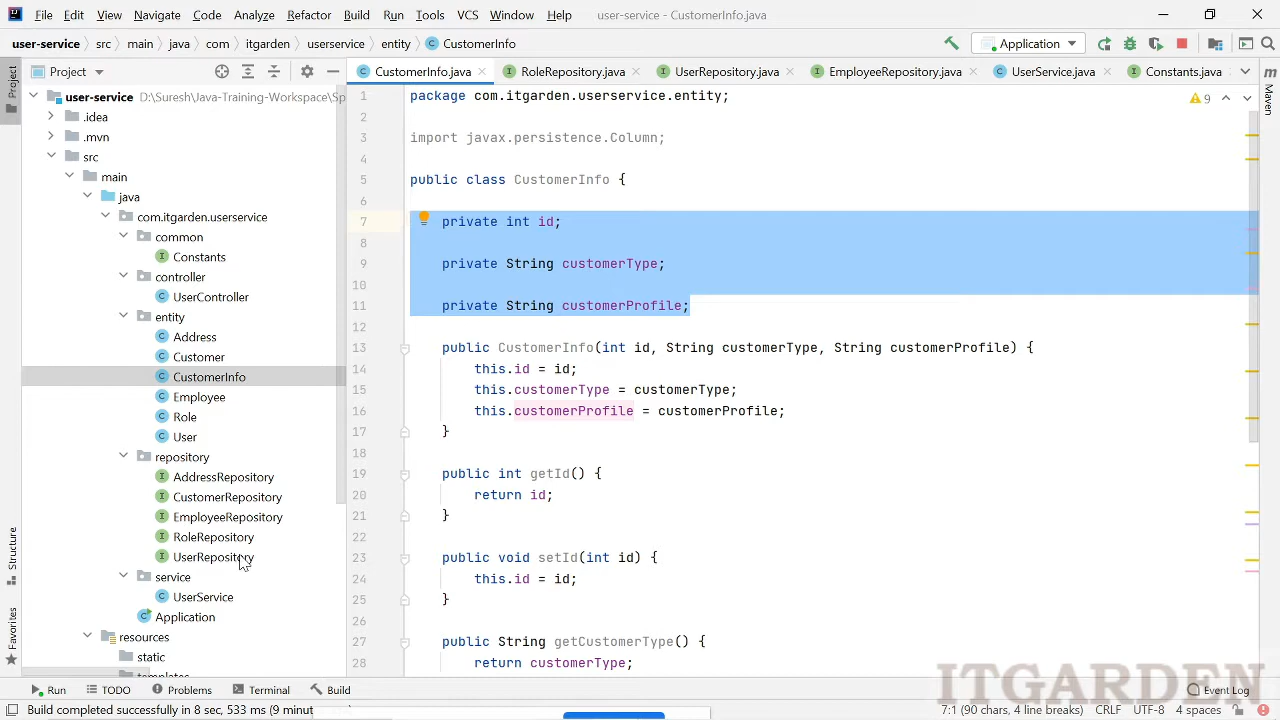 File Edit View Navigate Code Analyze Refactor Build Run Tools VCS Window Help user-service - CustomerInfo.java
user-service src main java com itgarden userservice entity CustomerInfo Application
Project CustomerInfo.java RoleRepository.java UserRepository.java EmployeeRepository.java UserService.java Constants.java
Project
Structure
Favorites
Maven
user-service D:\Suresh\Java-Training-Workspace\Sp
.idea
.mvn
src
main
java
com.itgarden.userservice
common
Constants
controller
UserController
entity
Address
Customer
CustomerInfo
Employee
Role
User
repository
AddressRepository
CustomerRepository
EmployeeRepository
RoleRepository
UserRepository
service
UserService
Application
resources
static
9
1 package com.itgarden.userservice.entity;
2
3 import javax.persistence.Column;
4
5 public class CustomerInfo {
6
7 private int id;
8
9 private String customerType;
10
11 private String customerProfile;
12
13 public CustomerInfo(int id, String customerType, String customerProfile) {
14 this.id = id;
15 this.customerType = customerType;
16 this.customerProfile = customerProfile;
17 }
18
19 public int getId() {
20 return id;
21 }
22
23 public void setId(int id) {
24 this.id = id;
25 }
26
27 public String getCustomerType() {
28 return customerType;
ITGARDEN
Run TODO Problems Terminal Build Event Log
Build completed successfully in 8 sec, 533 ms (9 minut 7:1 (90 chars, 4 line breaks) CRLF UTF-8 4 spaces